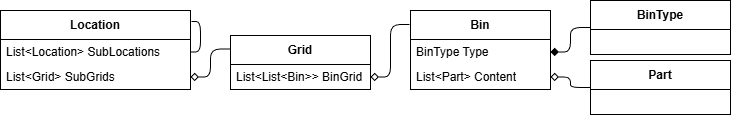 Location
List<Location> SubLocations
List<Grid> SubGrids
Grid
List<List<Bin>> BinGrid
Bin
BinType Type
List<Part> Content
BinType
Part